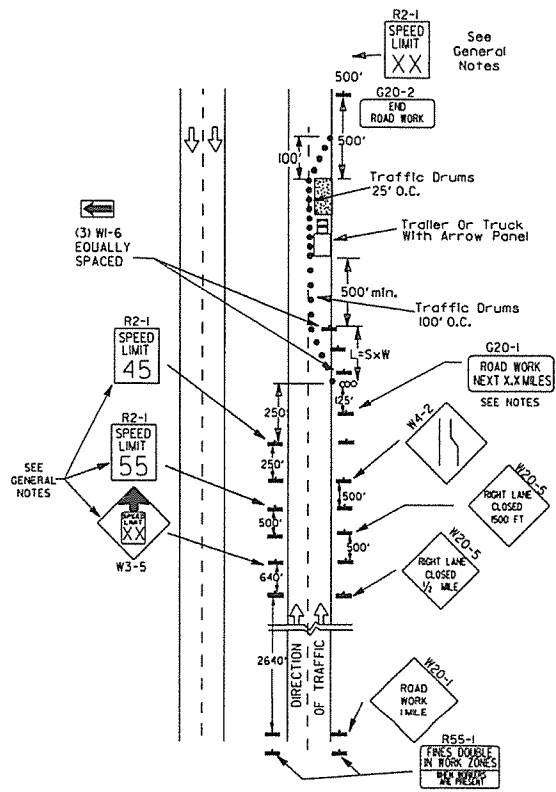 R2-1
SPEED
LIMIT
XX
See
General
Notes
500'
G20-2
END
ROAD WORK
500'
100'
Traffic Drums
25' O.C.
Trailer Or Truck
With Arrow Panel
(3) W1-6
EQUALLY
SPACED
500' min.
Traffic Drums
100' O.C.
R2-1
SPEED
LIMIT
45
L=SxW
G20-1
ROAD WORK
NEXT X.X MILES
SEE NOTES
125'
250'
R2-1
SPEED
LIMIT
55
W4-2
250'
SEE
GENERAL
NOTES
500'
500'
W20-5
RIGHT LANE
CLOSED
1500 FT
SPEED
LIMIT
XX
W3-5
500'
W20-5
RIGHT LANE
CLOSED
1/2 MILE
640'
2640'
DIRECTION
OF TRAFFIC
W20-1
ROAD
WORK
1 MILE
R55-1
FINES DOUBLE
IN WORK ZONES
WHEN WORKERS
ARE PRESENT